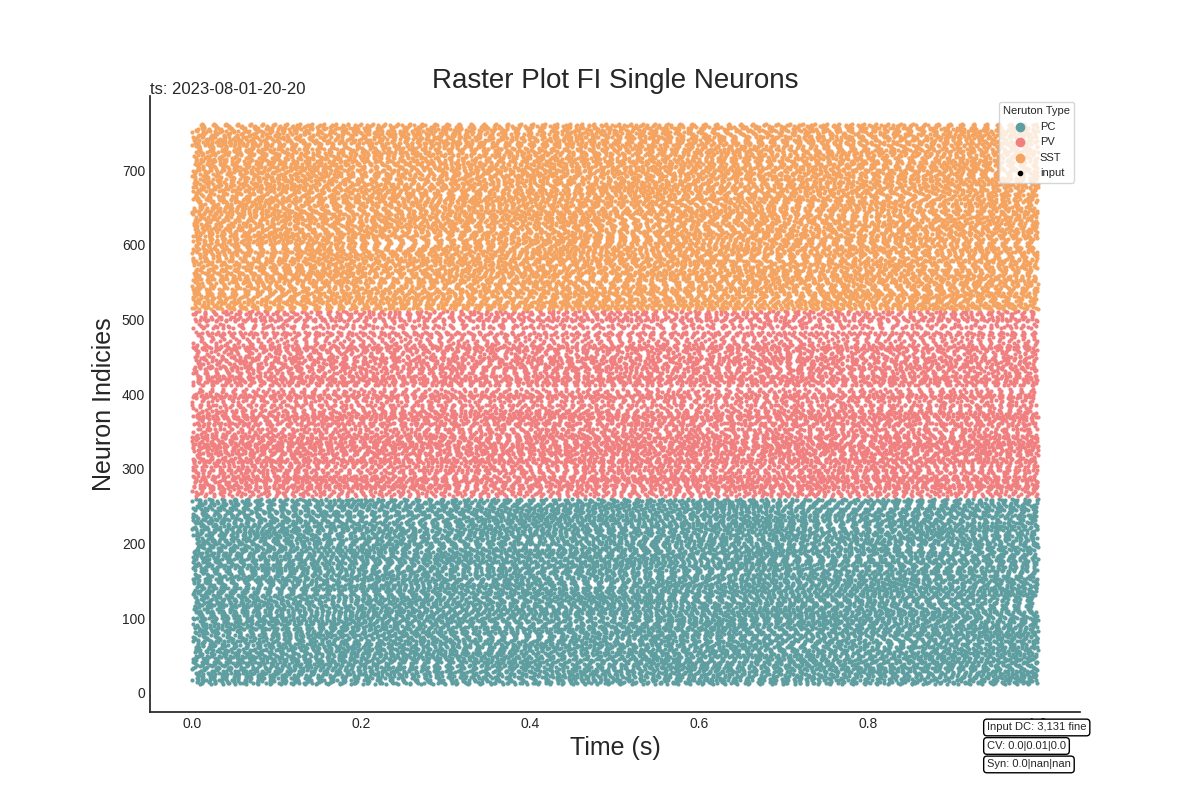 Raster Plot FI Single Neurons
ts: 2023-08-01-20-20
Neruton Type
PC
PV
SST
input
Neuron Indicies
700
600
500
400
300
200
100
0
0.0 0.2 0.4 0.6 0.8
Time (s)
Input DC: 3,131 fine
CV: 0.0|0.01|0.0
Syn: 0.0|nan|nan